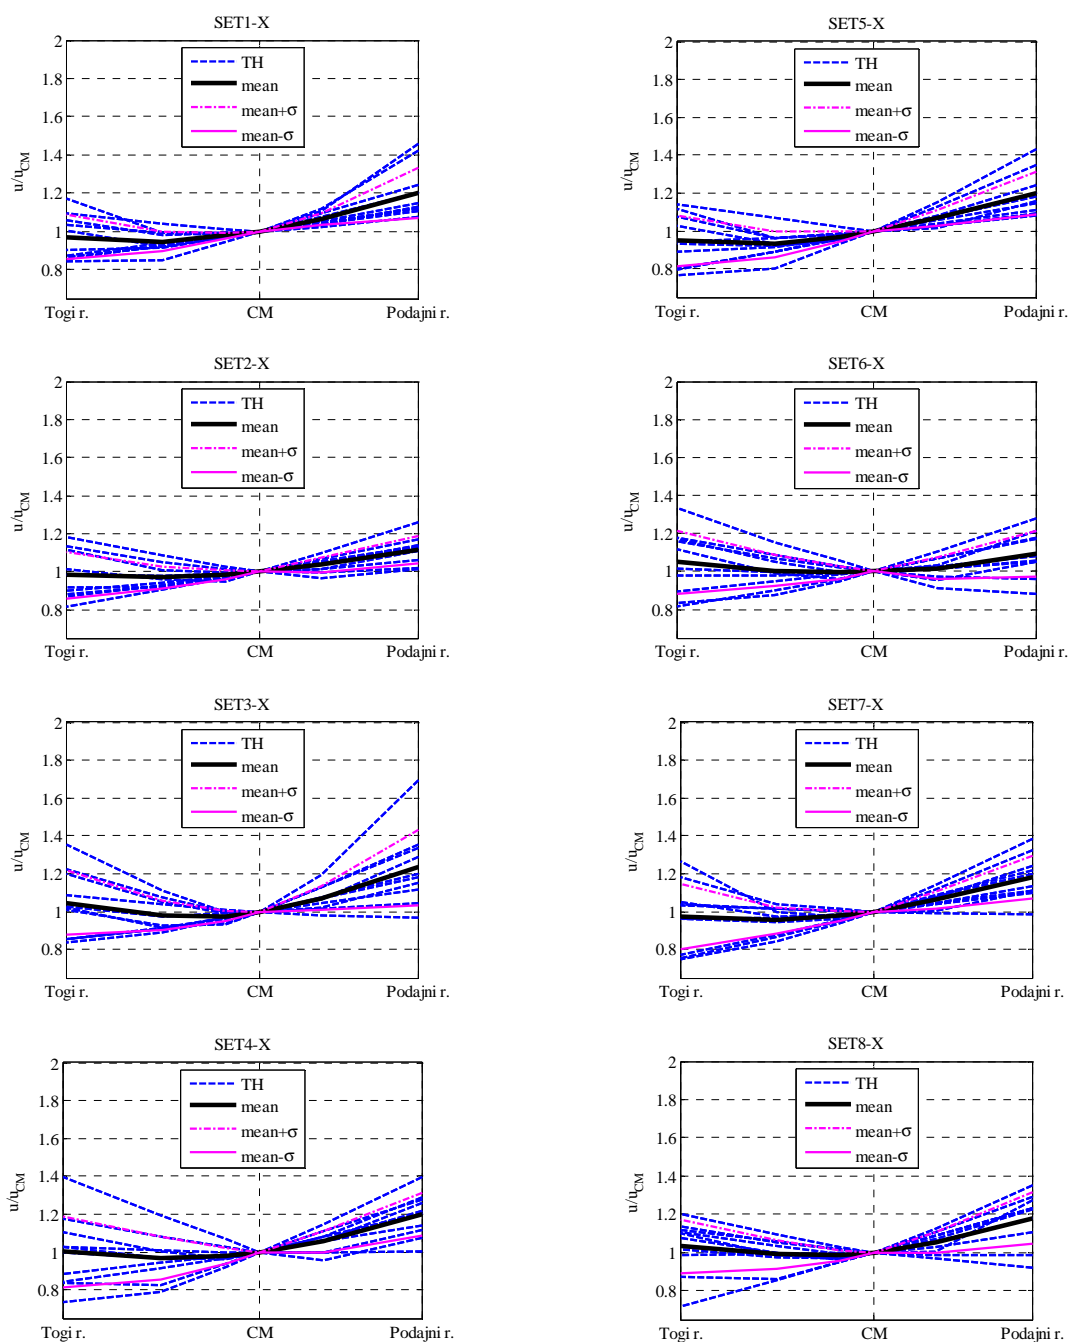 SET1-X
2
1.8
1.6
1.4
1.2
1
0.8
u/uCM
TH
mean
mean+σ
mean-σ
Togi r.
CM
Podajni r.
SET5-X
2
1.8
1.6
1.4
1.2
1
0.8
u/uCM
TH
mean
mean+σ
mean-σ
Togi r.
CM
Podajni r.
SET2-X
2
1.8
1.6
1.4
1.2
1
0.8
u/uCM
TH
mean
mean+σ
mean-σ
Togi r.
CM
Podajni r.
SET6-X
2
1.8
1.6
1.4
1.2
1
0.8
u/uCM
TH
mean
mean+σ
mean-σ
Togi r.
CM
Podajni r.
SET3-X
2
1.8
1.6
1.4
1.2
1
0.8
u/uCM
TH
mean
mean+σ
mean-σ
Togi r.
CM
Podajni r.
SET7-X
2
1.8
1.6
1.4
1.2
1
0.8
u/uCM
TH
mean
mean+σ
mean-σ
Togi r.
CM
Podajni r.
SET4-X
2
1.8
1.6
1.4
1.2
1
0.8
u/uCM
TH
mean
mean+σ
mean-σ
Togi r.
CM
Podajni r.
SET8-X
2
1.8
1.6
1.4
1.2
1
0.8
u/uCM
TH
mean
mean+σ
mean-σ
Togi r.
CM
Podajni r.